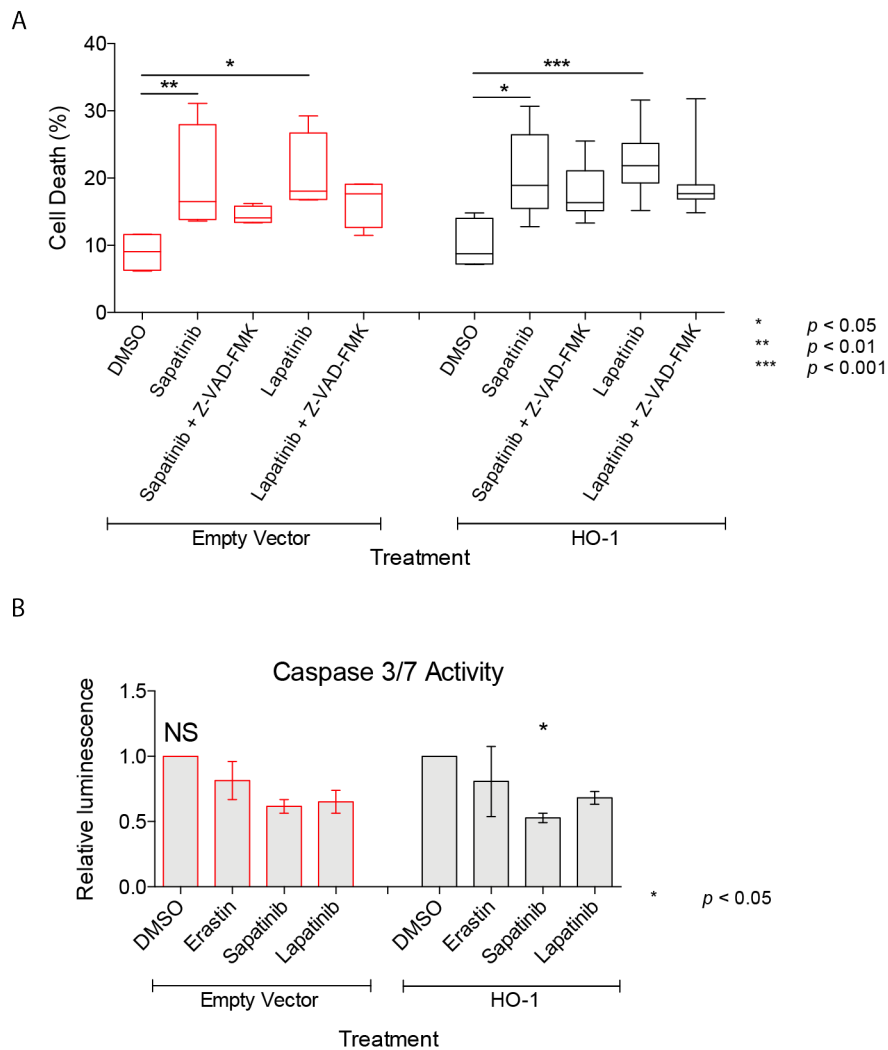 A
Cell Death (%)
40
30
20
10
0
*
**
***
*
DMSO
Sapatinib
Sapatinib + Z-VAD-FMK
Lapatinib
Lapatinib + Z-VAD-FMK
DMSO
Sapatinib
Sapatinib + Z-VAD-FMK
Lapatinib
Lapatinib + Z-VAD-FMK
* p < 0.05
** p < 0.01
*** p < 0.001
Empty Vector
HO-1
Treatment
B
Caspase 3/7 Activity
Relative luminescence
1.5
1.0
0.5
0.0
NS
*
DMSO
Erastin
Sapatinib
Lapatinib
DMSO
Erastin
Sapatinib
Lapatinib
* p < 0.05
Empty Vector
HO-1
Treatment